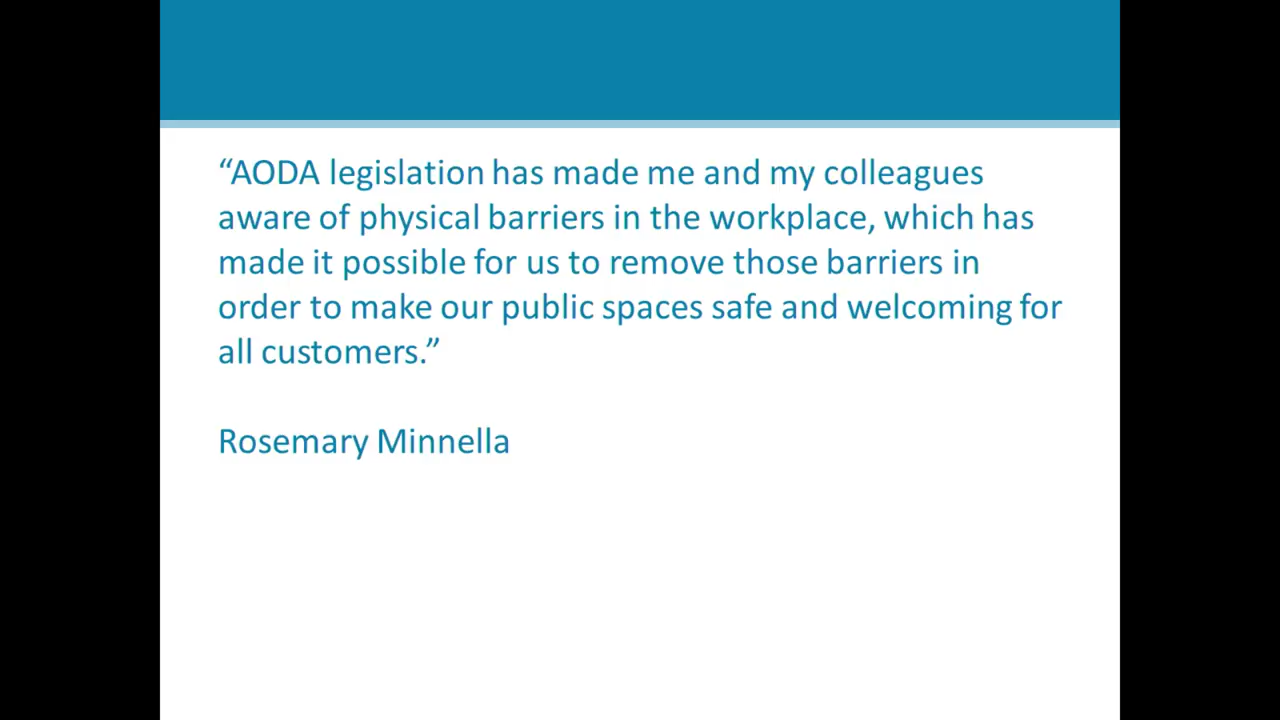 “AODA legislation has made me and my colleagues
aware of physical barriers in the workplace, which has
made it possible for us to remove those barriers in
order to make our public spaces safe and welcoming for
all customers.”
Rosemary Minnella